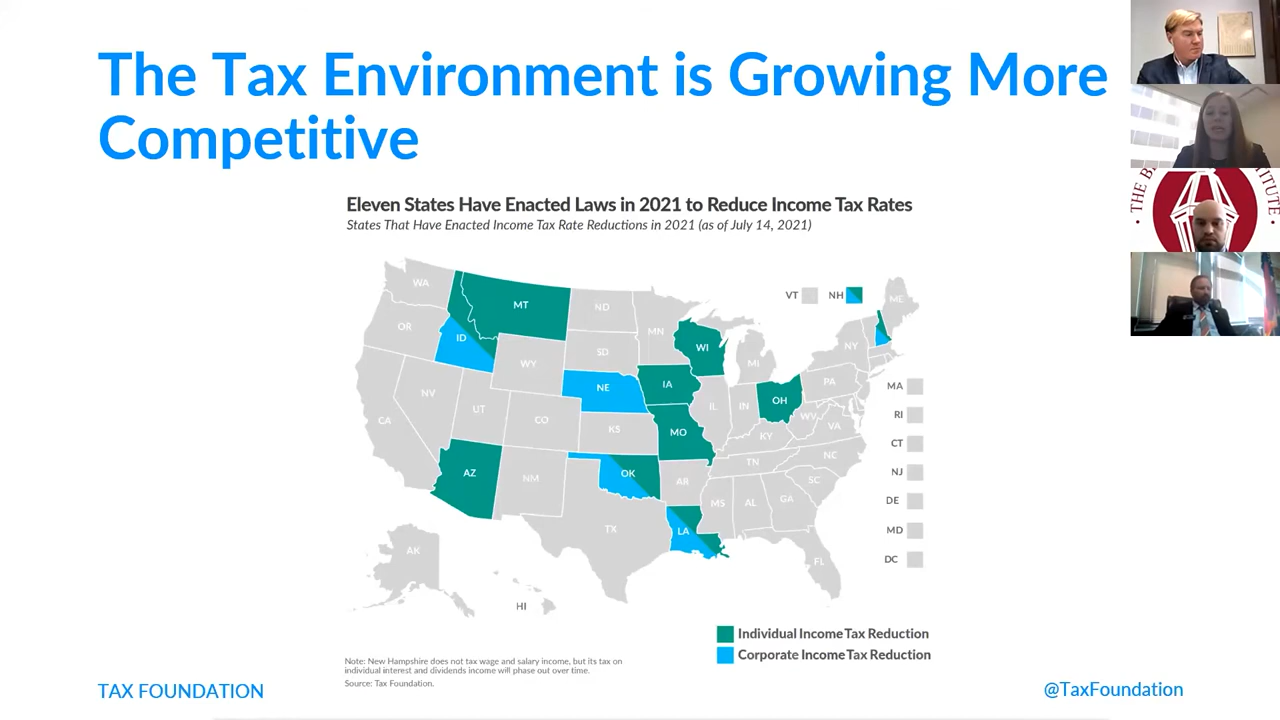 The Tax Environment is Growing More
Competitive
Eleven States Have Enacted Laws in 2021 to Reduce Income Tax Rates
States That Have Enacted Income Tax Rate Reductions in 2021 (as of July 14, 2021)
WA
MT
ND
VT
NH
ME
OR
ID
MN
WI
SD
NY
WY
MI
NE
IA
PA
MA
NV
UT
CO
IL
IN
OH
RI
CA
KS
MO
WV
VA
KY
CT
AZ
NM
OK
AR
TN
NC
NJ
SC
MS
AL
GA
DE
TX
LA
MD
AK
FL
DC
HI
Individual Income Tax Reduction
Corporate Income Tax Reduction
Note: New Hampshire does not tax wage and salary income, but its tax on
individual interest and dividends income will phase out over time.
Source: Tax Foundation.
TAX FOUNDATION
@TaxFoundation
THE B
TUTE